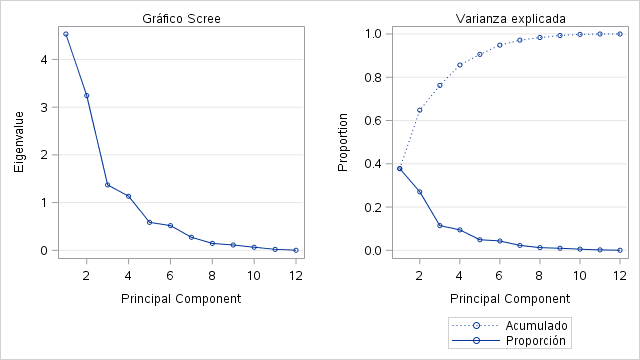 Gráfico Scree
Eigenvalue
4
3
2
1
0
2 4 6 8 10 12
Principal Component
Varianza explicada
Proportion
1.0
0.8
0.6
0.4
0.2
0.0
2 4 6 8 10 12
Principal Component
Acumulado
Proporción